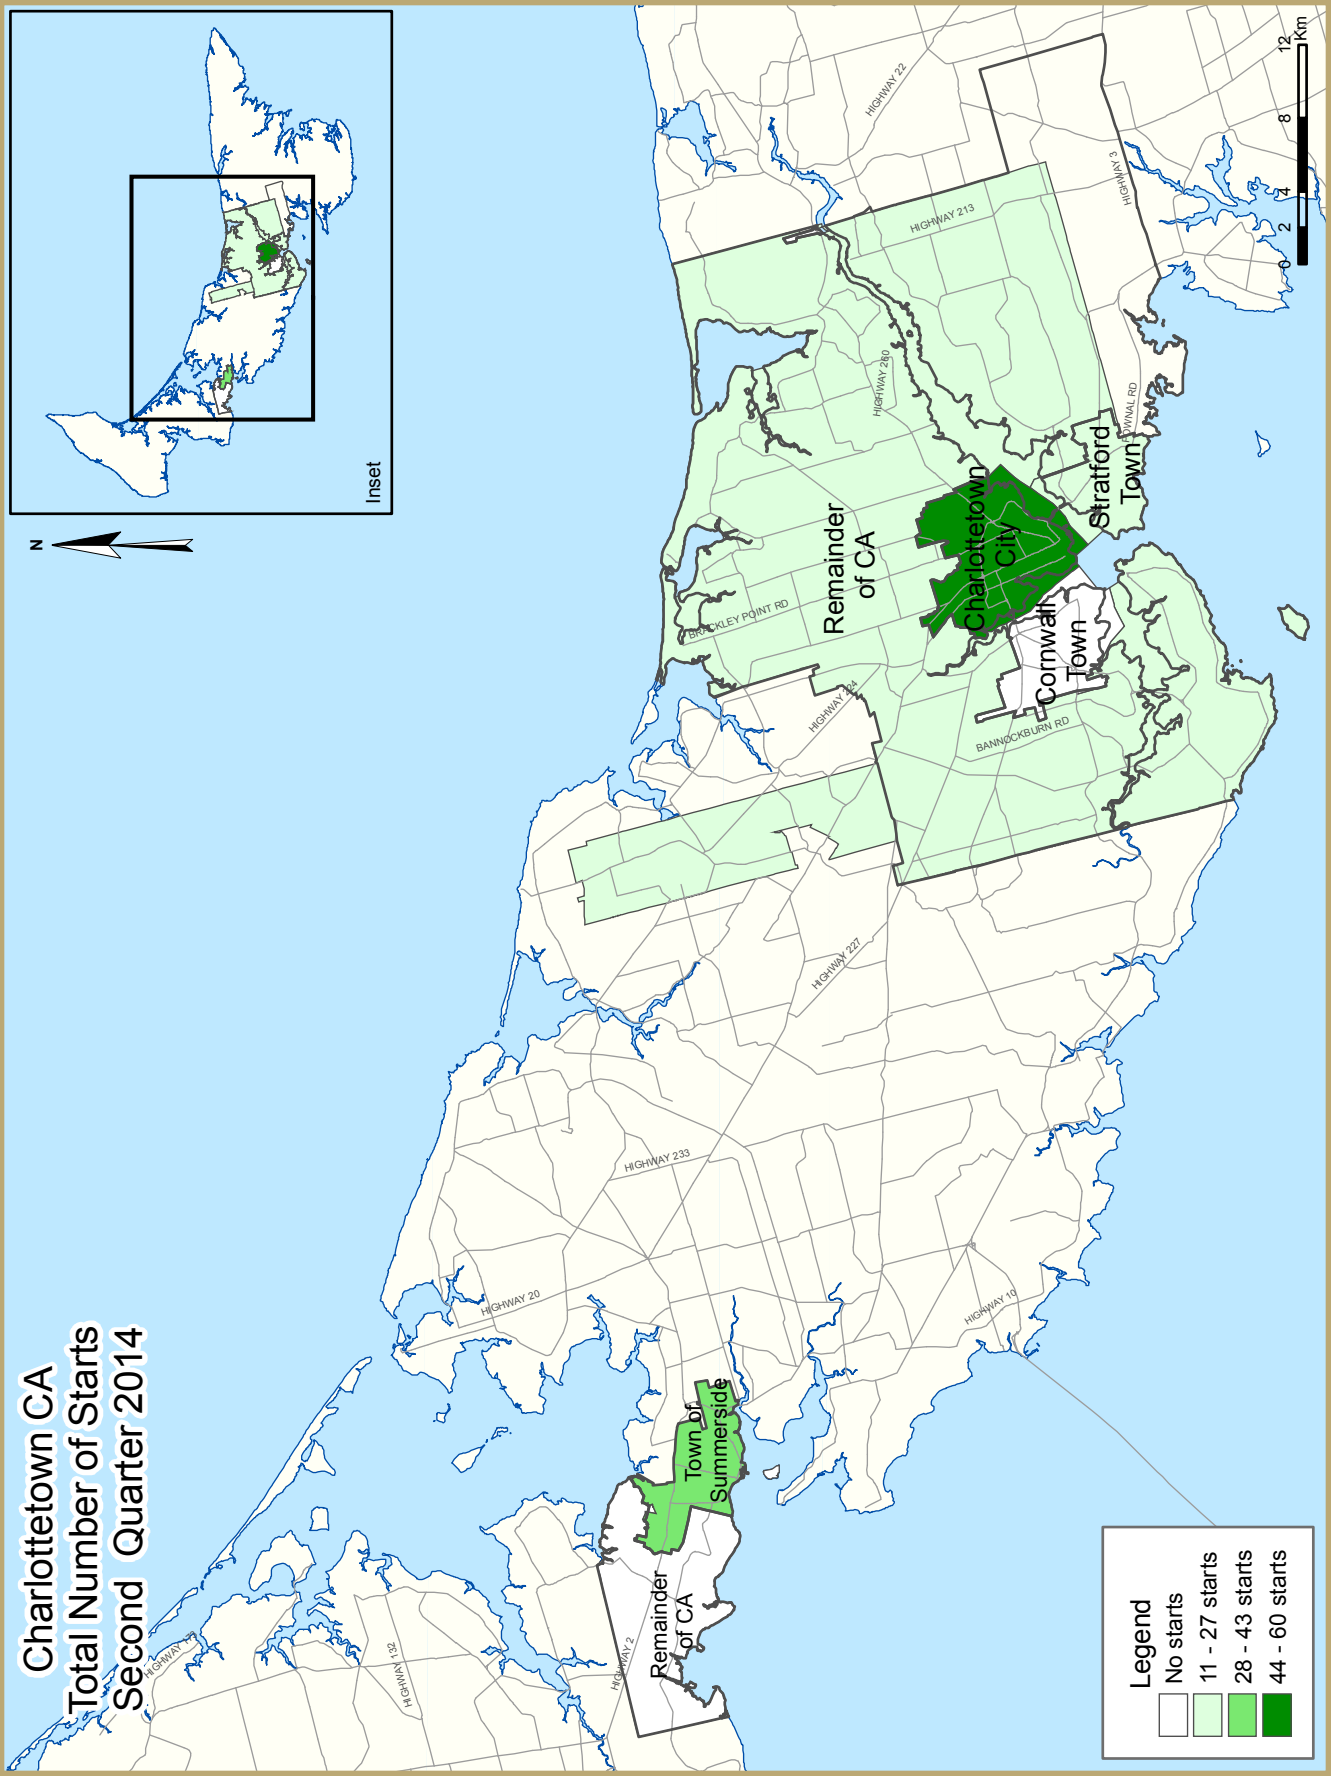 Charlottetown CA
Total Number of Starts
Second Quarter 2014
N
Inset
HIGHWAY 132
HIGHWAY 2
Remainder
of CA
Town of
Summerside
HIGHWAY 20
HIGHWAY 233
HIGHWAY 10
HIGHWAY 227
HIGHWAY 224
BRACKLEY POINT RD
Remainder
of CA
BANNOCKBURN RD
Cornwall
Town
Charlottetown
City
Stratford
Town
HIGHWAY 260
HIGHWAY 213
HIGHWAY 22
HIGHWAY 3
Legend
No starts
11 - 27 starts
28 - 43 starts
44 - 60 starts
0 2 4 8 12
Km